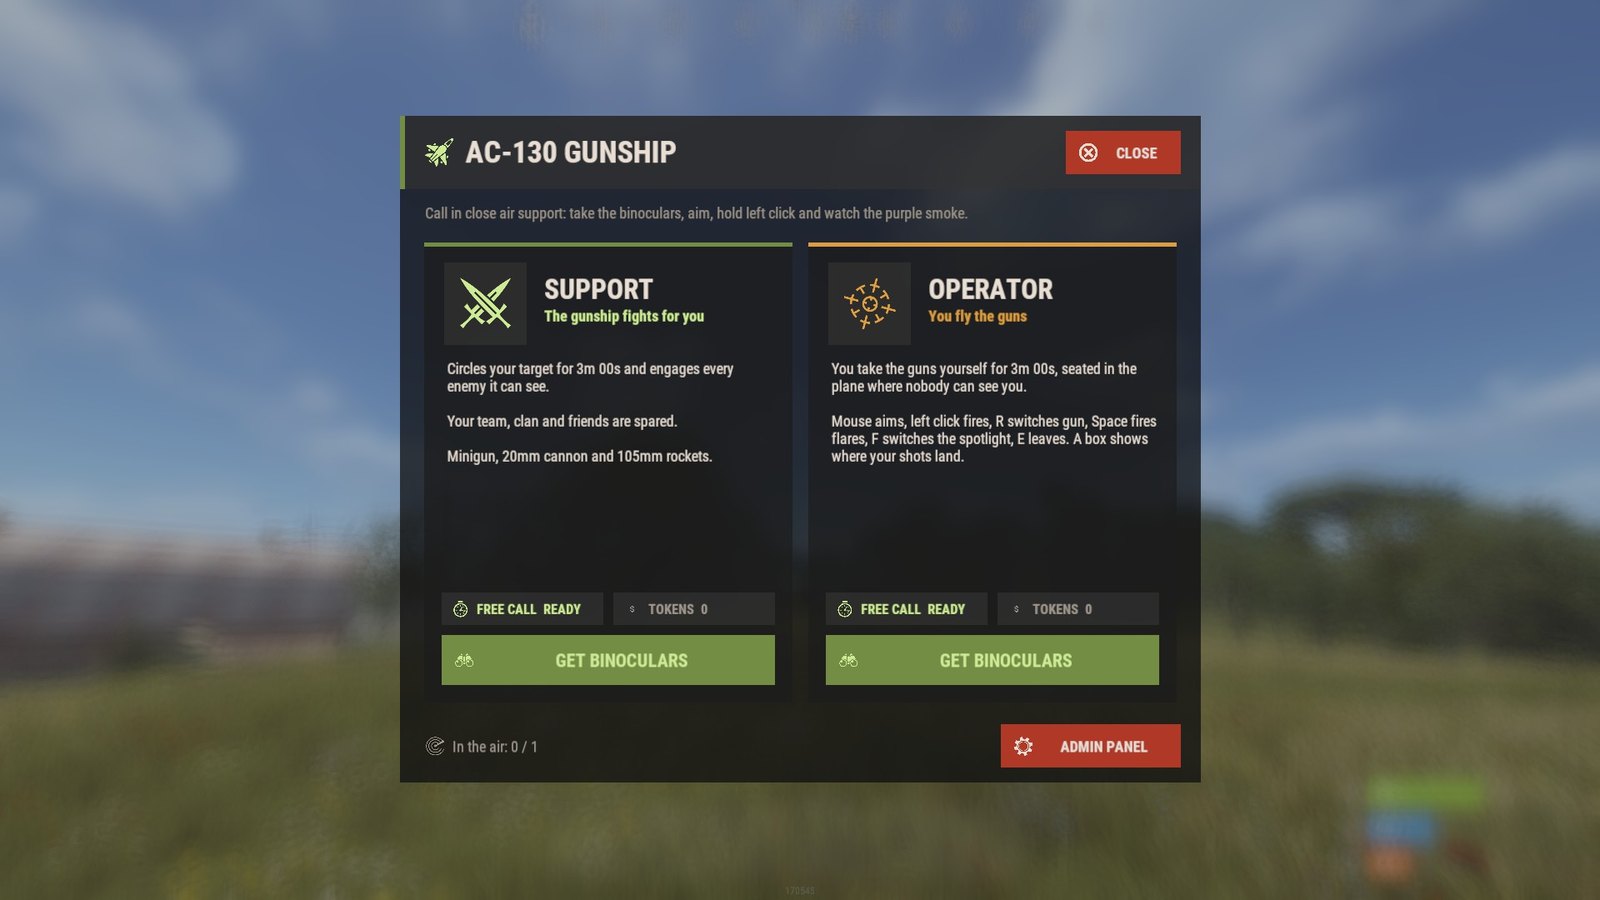 AC-130 GUNSHIP
CLOSE
Call in close air support: take the binoculars, aim, hold left click and watch the purple smoke.
SUPPORT
The gunship fights for you
Circles your target for 3m 00s and engages every
enemy it can see.
Your team, clan and friends are spared.
Minigun, 20mm cannon and 105mm rockets.
FREE CALL READY
TOKENS 0
GET BINOCULARS
OPERATOR
You fly the guns
You take the guns yourself for 3m 00s, seated in the
plane where nobody can see you.
Mouse aims, left click fires, R switches gun, Space fires
flares, F switches the spotlight, E leaves. A box shows
where your shots land.
FREE CALL READY
TOKENS 0
GET BINOCULARS
In the air: 0 / 1
ADMIN PANEL
170545